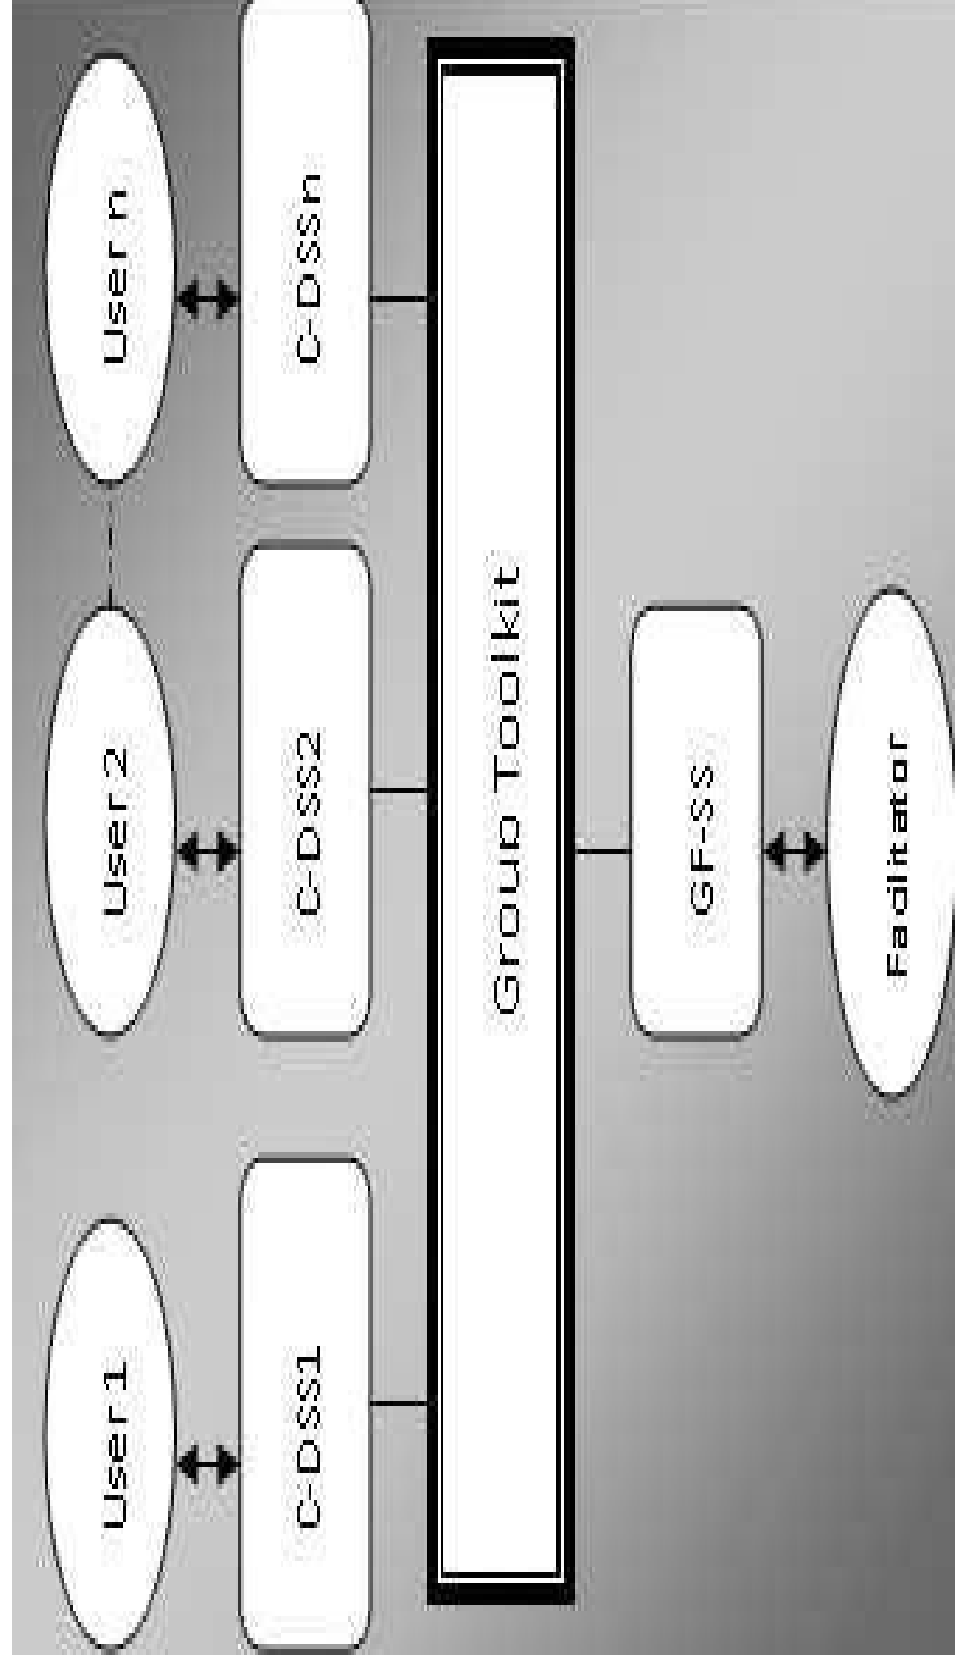 User 1
User 2
User n
C-DSS1
C-DSS2
C-DSSn
Group Toolkit
GF-SS
Facilitator